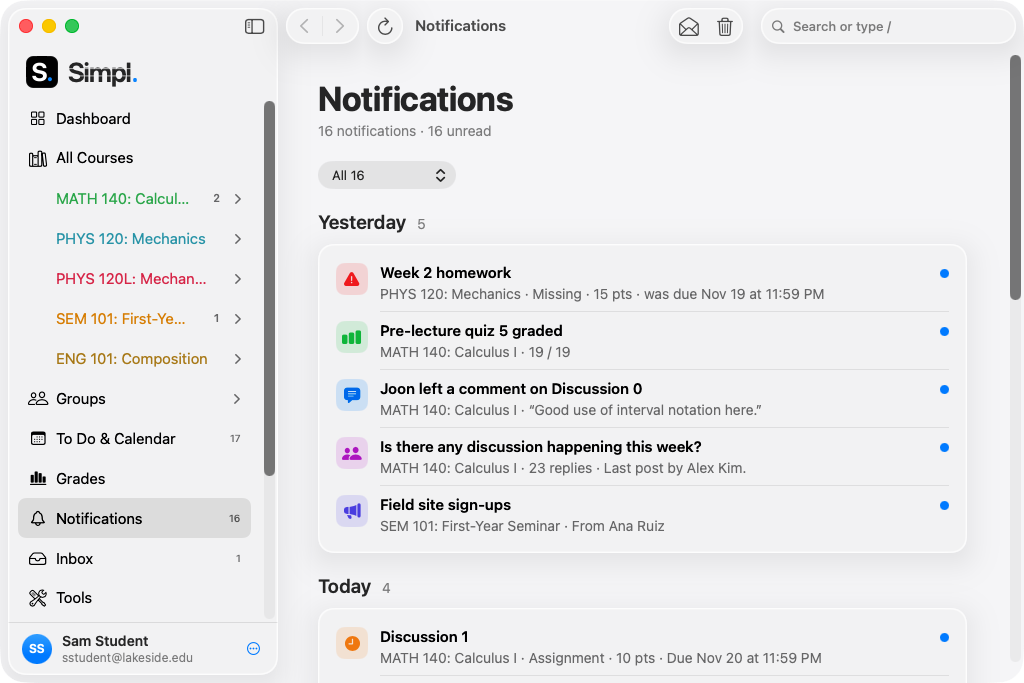 S. Simpl.
Dashboard
All Courses
MATH 140: Calcul... 2
PHYS 120: Mechanics
PHYS 120L: Mechan...
SEM 101: First-Ye... 1
ENG 101: Composition
Groups
To Do & Calendar 17
Grades
Notifications 16
Inbox 1
Tools
SS
Sam Student
sstudent@lakeside.edu
Notifications
Search or type /
Notifications
16 notifications · 16 unread
All 16
Yesterday 5
Week 2 homework
PHYS 120: Mechanics · Missing · 15 pts · was due Nov 19 at 11:59 PM
Pre-lecture quiz 5 graded
MATH 140: Calculus I · 19 / 19
Joon left a comment on Discussion 0
MATH 140: Calculus I · “Good use of interval notation here.”
Is there any discussion happening this week?
MATH 140: Calculus I · 23 replies · Last post by Alex Kim.
Field site sign-ups
SEM 101: First-Year Seminar · From Ana Ruiz
Today 4
Discussion 1
MATH 140: Calculus I · Assignment · 10 pts · Due Nov 20 at 11:59 PM